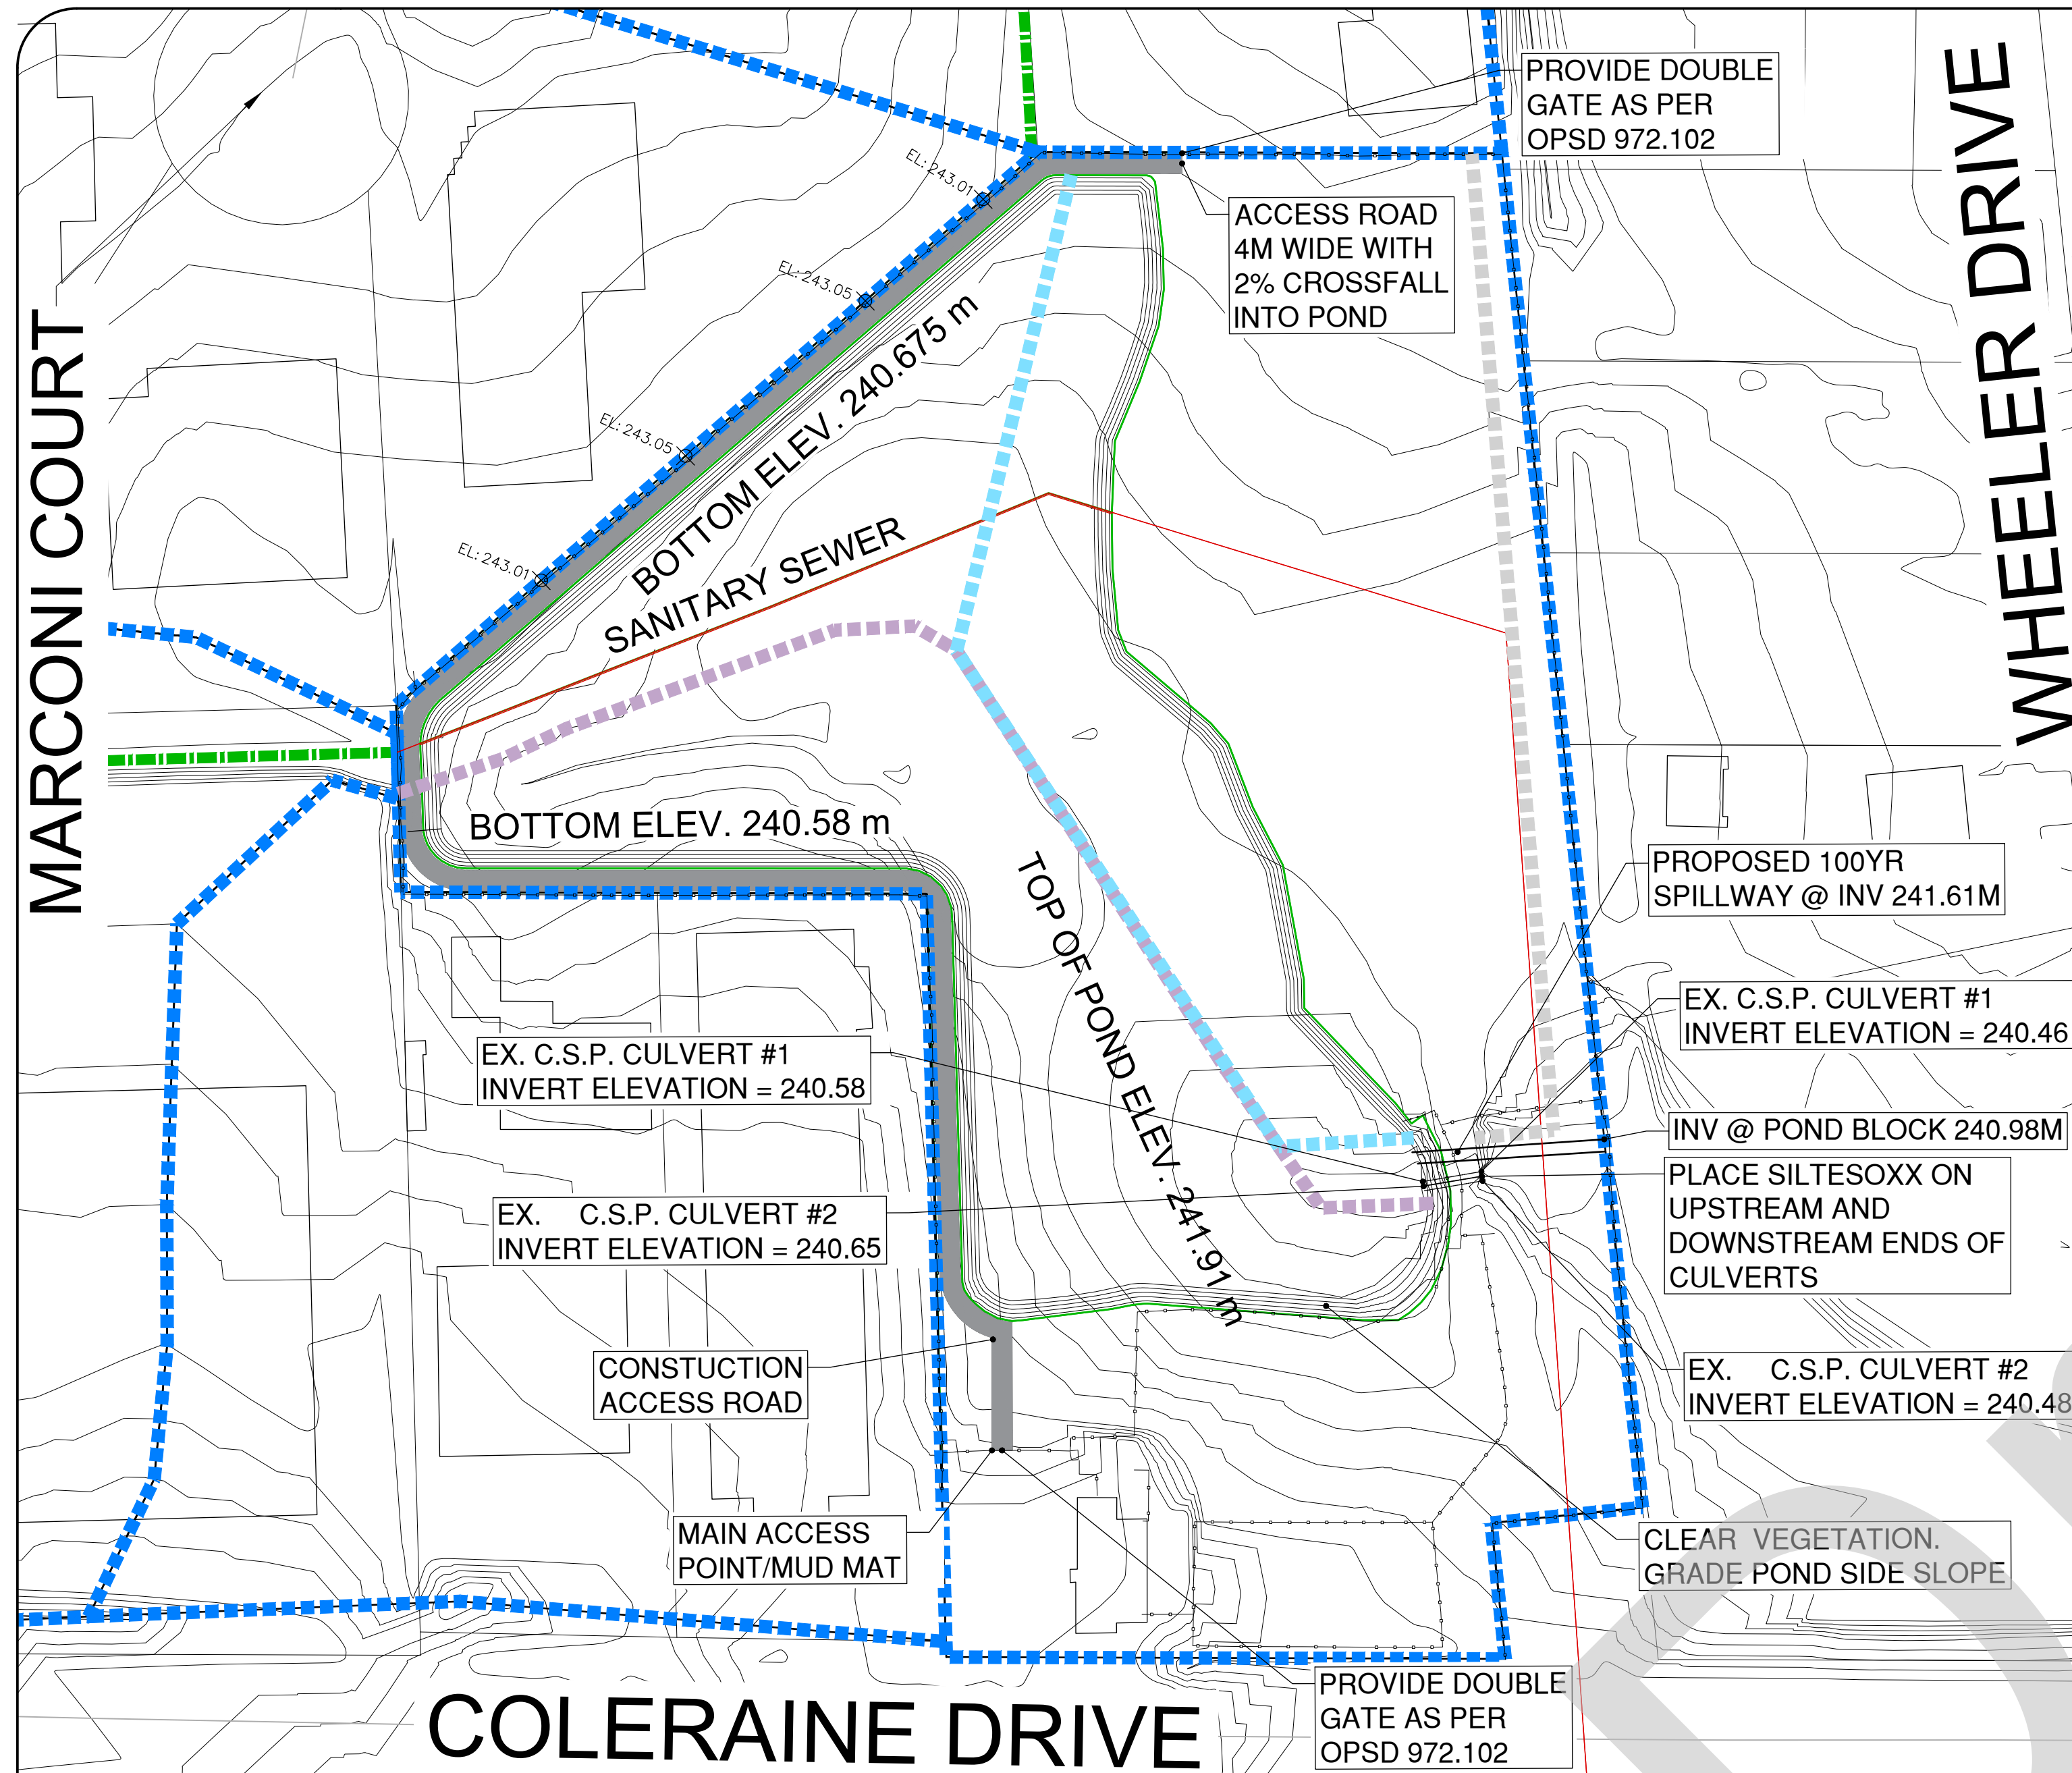 PROVIDE DOUBLE
GATE AS PER
OPSD 972.102
WHEELER DRIVE
EL: 243.01
ACCESS ROAD
4M WIDE WITH
2% CROSSFALL
INTO POND
EL: 243.05
BOTTOM ELEV. 240.675 m
MARCONI COURT
EL: 243.05
SANITARY SEWER
EL: 243.01
BOTTOM ELEV. 240.58 m
TOP OF POND ELEV. 241.91 m
PROPOSED 100YR
SPILLWAY @ INV 241.61M
EX. C.S.P. CULVERT #1
INVERT ELEVATION = 240.46
EX. C.S.P. CULVERT #1
INVERT ELEVATION = 240.58
INV @ POND BLOCK 240.98M
PLACE SILTESOXX ON
UPSTREAM AND
DOWNSTREAM ENDS OF
CULVERTS
EX. C.S.P. CULVERT #2
INVERT ELEVATION = 240.65
CONSTUCTION
ACCESS ROAD
EX. C.S.P. CULVERT #2
INVERT ELEVATION = 240.48
MAIN ACCESS
POINT/MUD MAT
CLEAR VEGETATION.
GRADE POND SIDE SLOPE
PROVIDE DOUBLE
GATE AS PER
OPSD 972.102
COLERAINE DRIVE